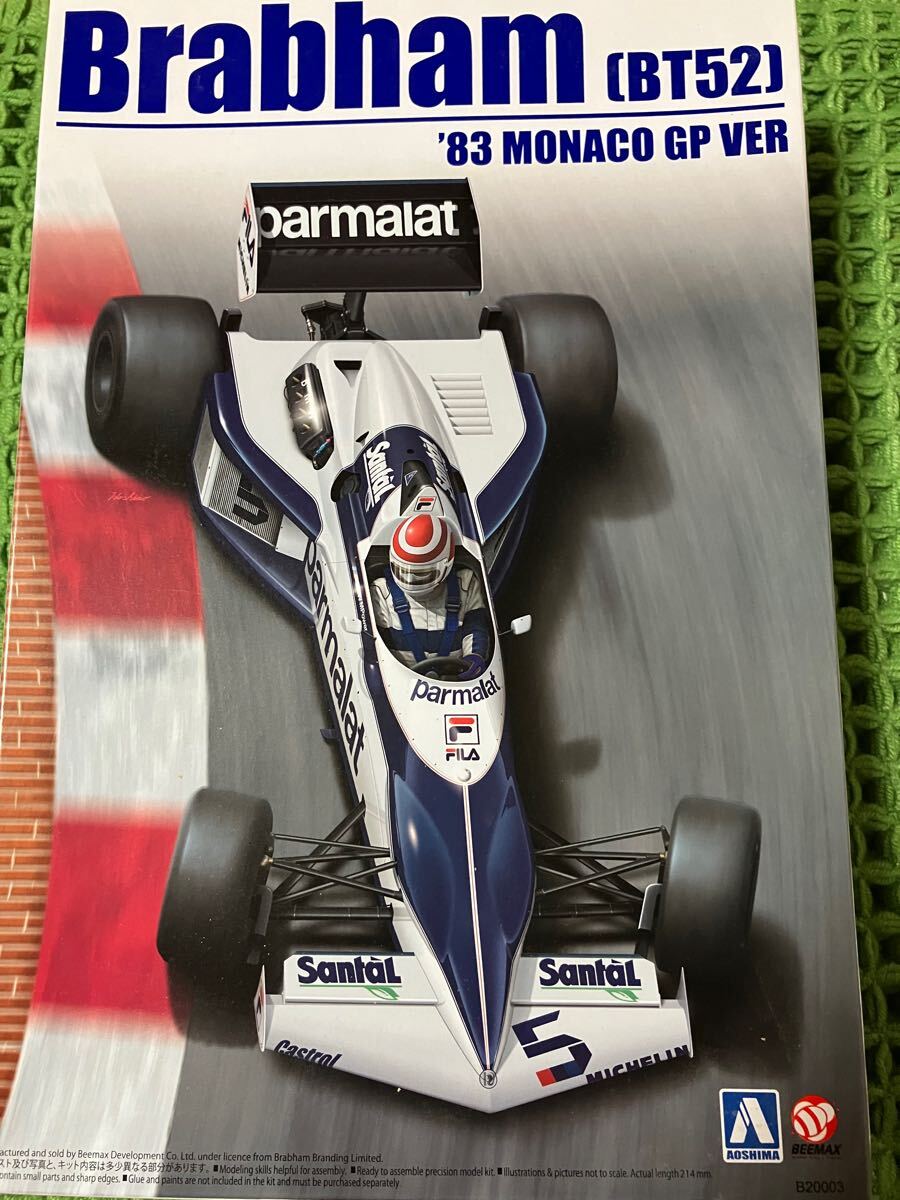 Brabham (BT52)
'83 MONACO GP VER
parmalat
FILA
Santàl
5
parmalat
parmalat
FILA
Santàl
Santàl
5
Castrol
MICHELIN
AOSHIMA
BEEMAX
actured and sold by Beemax Development Co. Ltd. under licence from Brabham Branding Limited.
スト及び写真と、キット内容は多少異なる部分があります。 ■Modeling skills helpful for assembly. ■Ready to assemble precision model kit. ■Illustrations & pictures not to scale. Actual length 214 mm.
ontain small parts and sharp edges. ■Glue and paints are not included in the kit and must be purchased separately.
B20003